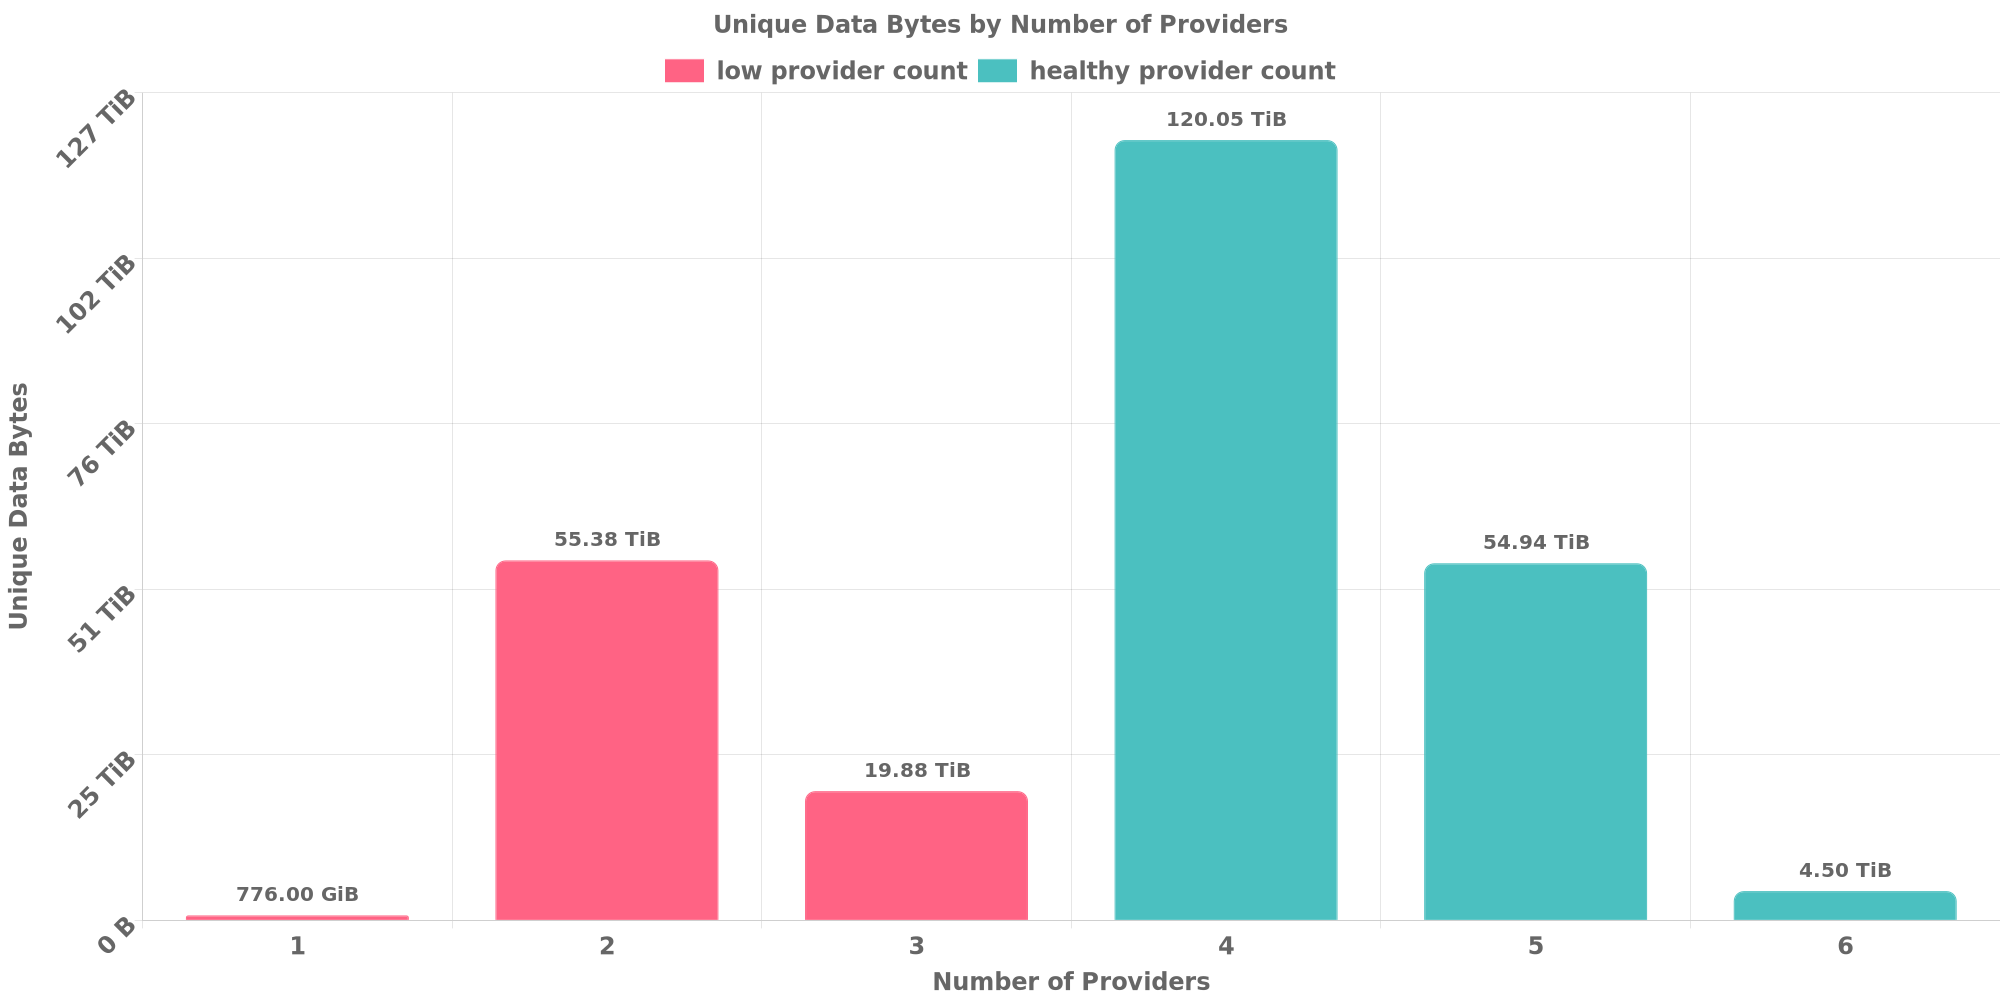 Unique Data Bytes by Number of Providers
low provider count
healthy provider count
127 TiB
102 TiB
76 TiB
51 TiB
25 TiB
0 B
Unique Data Bytes
776.00 GiB
55.38 TiB
19.88 TiB
120.05 TiB
54.94 TiB
4.50 TiB
1
2
3
4
5
6
Number of Providers